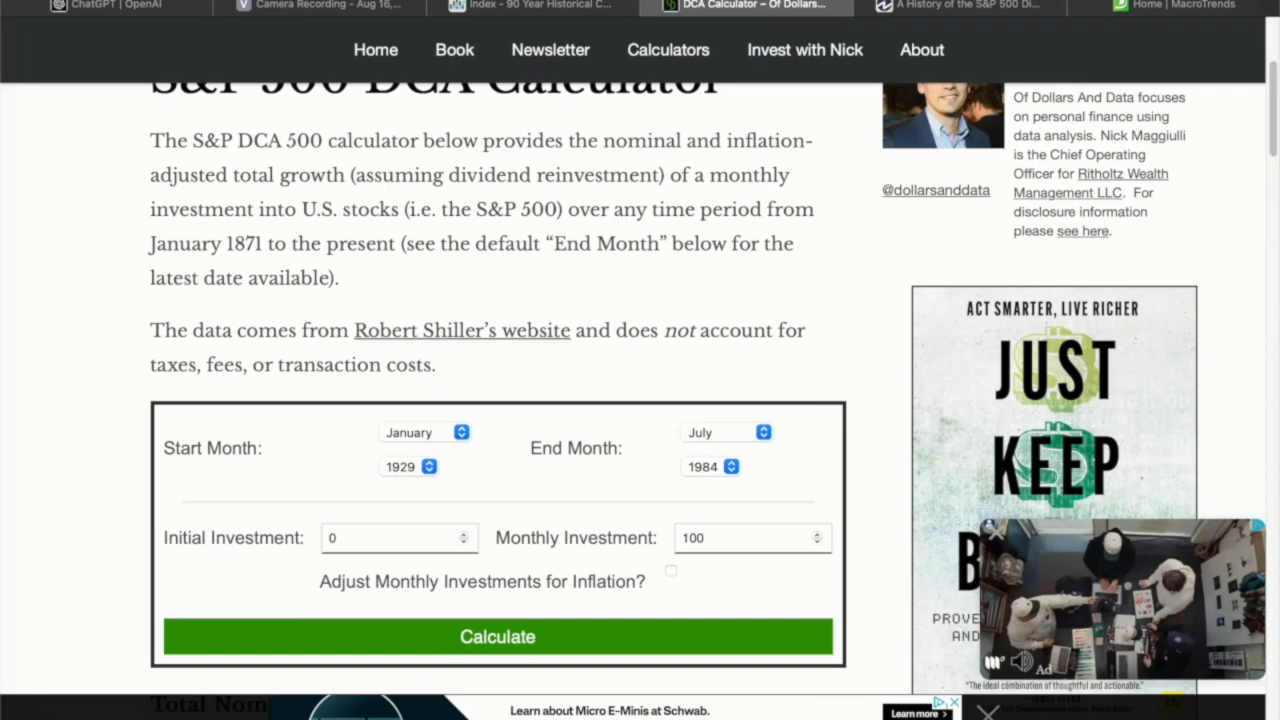 ChatGPT | OpenAI
Camera Recording - Aug 16,...
Index - 90 Year Historical C...
DCA Calculator – Of Dollars...
A History of the S&P 500 Di...
Home | MacroTrends
Home
Book
Newsletter
Calculators
Invest with Nick
About
S&P 500 DCA Calculator
The S&P DCA 500 calculator below provides the nominal and inflation-
adjusted total growth (assuming dividend reinvestment) of a monthly
investment into U.S. stocks (i.e. the S&P 500) over any time period from
January 1871 to the present (see the default “End Month” below for the
latest date available).
The data comes from Robert Shiller’s website and does not account for
taxes, fees, or transaction costs.
Start Month:
January
1929
End Month:
July
1984
Initial Investment:
0
Monthly Investment:
100
Adjust Monthly Investments for Inflation?
Calculate
Total Nom
Of Dollars And Data focuses
on personal finance using
data analysis. Nick Maggiulli
is the Chief Operating
Officer for Ritholtz Wealth
Management LLC. For
disclosure information
please see here.
@dollarsanddata
ACT SMARTER, LIVE RICHER
JUST
KEEP
B
PROVE
AND
Ad
"The ideal combination of thoughtful and actionable."
Learn about Micro E-Minis at Schwab.
Learn more >